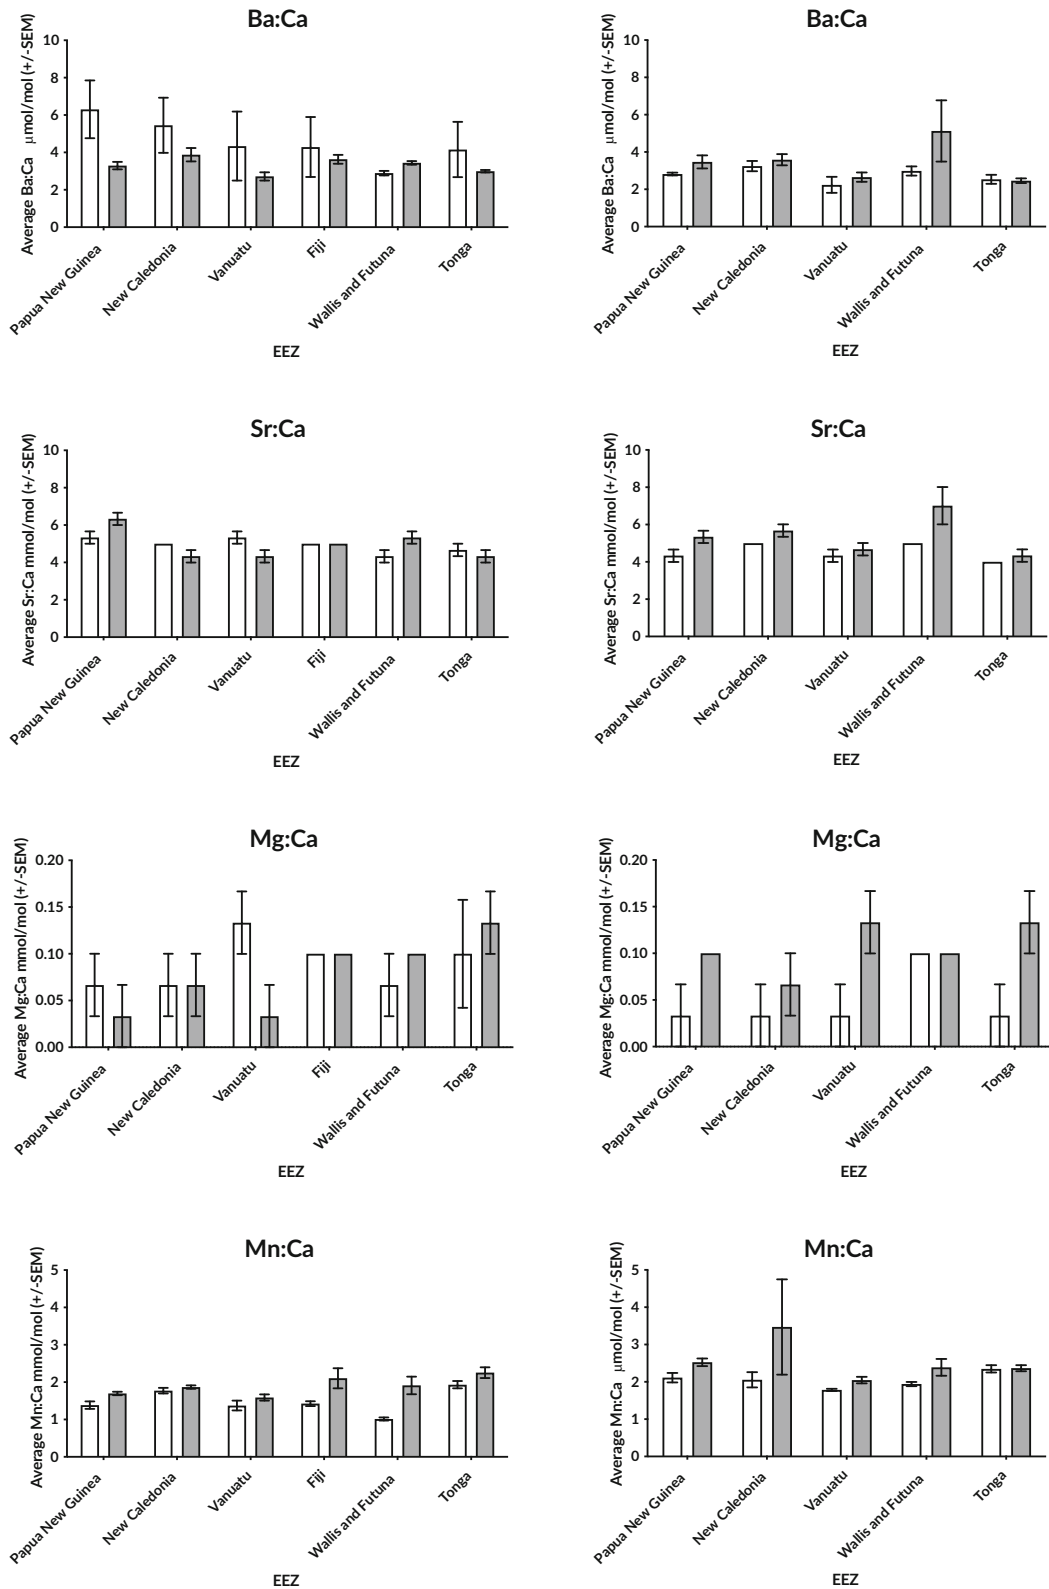 Ba:Ca
Average Ba:Ca μmol/mol (+/-SEM)
10
8
6
4
2
0
Papua New Guinea
New Caledonia
Vanuatu
Fiji
Wallis and Futuna
Tonga
EEZ
Ba:Ca
Average Ba:Ca μmol/mol (+/-SEM)
10
8
6
4
2
0
Papua New Guinea
New Caledonia
Vanuatu
Wallis and Futuna
Tonga
EEZ
Sr:Ca
Average Sr:Ca mmol/mol (+/-SEM)
10
8
6
4
2
0
Papua New Guinea
New Caledonia
Vanuatu
Fiji
Wallis and Futuna
Tonga
EEZ
Sr:Ca
Average Sr:Ca mmol/mol (+/-SEM)
10
8
6
4
2
0
Papua New Guinea
New Caledonia
Vanuatu
Wallis and Futuna
Tonga
EEZ
Mg:Ca
Average Mg:Ca mmol/mol (+/-SEM)
0.20
0.15
0.10
0.05
0.00
Papua New Guinea
New Caledonia
Vanuatu
Fiji
Wallis and Futuna
Tonga
EEZ
Mg:Ca
Average Mg:Ca mmol/mol (+/-SEM)
0.20
0.15
0.10
0.05
0.00
Papua New Guinea
New Caledonia
Vanuatu
Wallis and Futuna
Tonga
EEZ
Mn:Ca
Average Mn:Ca mmol/mol (+/-SEM)
5
4
3
2
1
0
Papua New Guinea
New Caledonia
Vanuatu
Fiji
Wallis and Futuna
Tonga
EEZ
Mn:Ca
Average Mn:Ca μmol/mol (+/-SEM)
5
4
3
2
1
0
Papua New Guinea
New Caledonia
Vanuatu
Wallis and Futuna
Tonga
EEZ